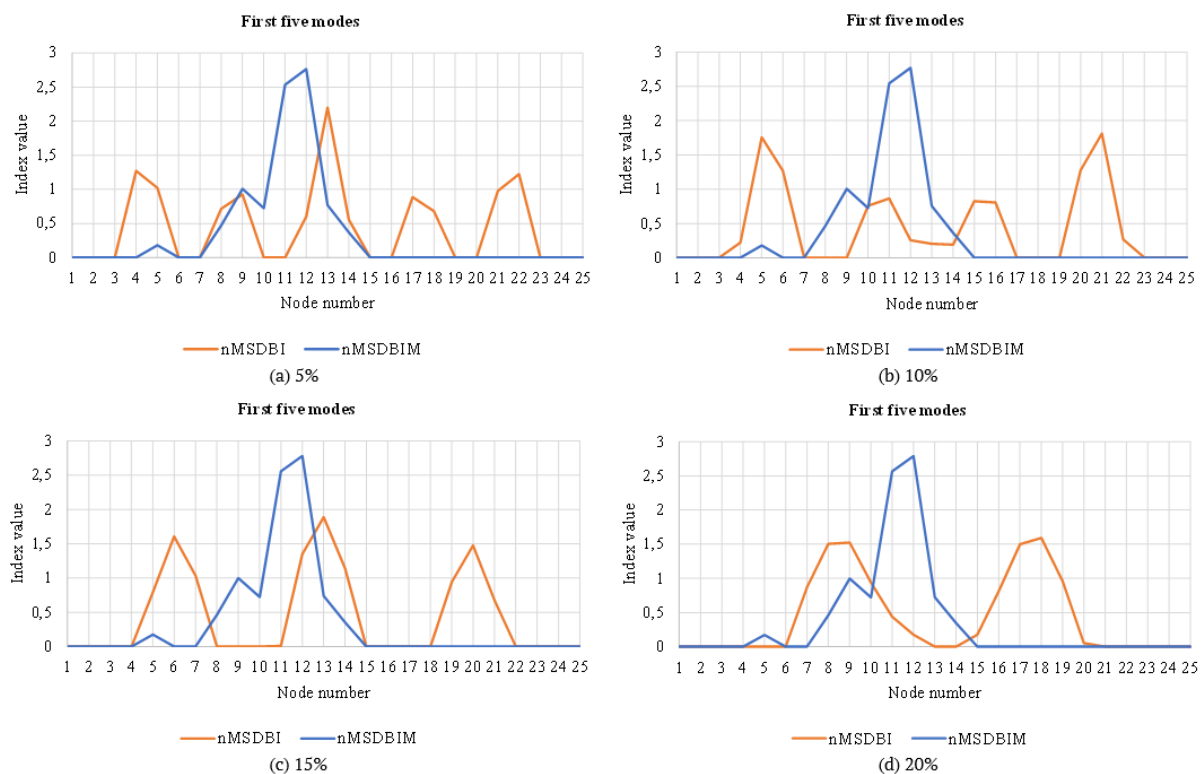 First five modes
3
2,5
2
1,5
1
0,5
0
Index value
1 2 3 4 5 6 7 8 9 10 11 12 13 14 15 16 17 18 19 20 21 22 23 24 25
Node number
nMSDBI nMSDBIM
(a) 5%
First five modes
3
2,5
2
1,5
1
0,5
0
Index value
1 2 3 4 5 6 7 8 9 10 11 12 13 14 15 16 17 18 19 20 21 22 23 24 25
Node number
nMSDBI nMSDBIM
(b) 10%
First five modes
3
2,5
2
1,5
1
0,5
0
Index value
1 2 3 4 5 6 7 8 9 10 11 12 13 14 15 16 17 18 19 20 21 22 23 24 25
Node number
nMSDBI nMSDBIM
(c) 15%
First five modes
3
2,5
2
1,5
1
0,5
0
Index value
1 2 3 4 5 6 7 8 9 10 11 12 13 14 15 16 17 18 19 20 21 22 23 24 25
Node number
nMSDBI nMSDBIM
(d) 20%